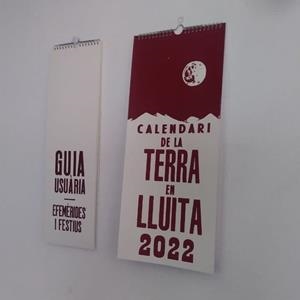 GUIA
USUÀRIA
EFEMÈRIDES
I FESTIUS
CALENDARI
DE LA
TERRA
EN
LLUITA
2022